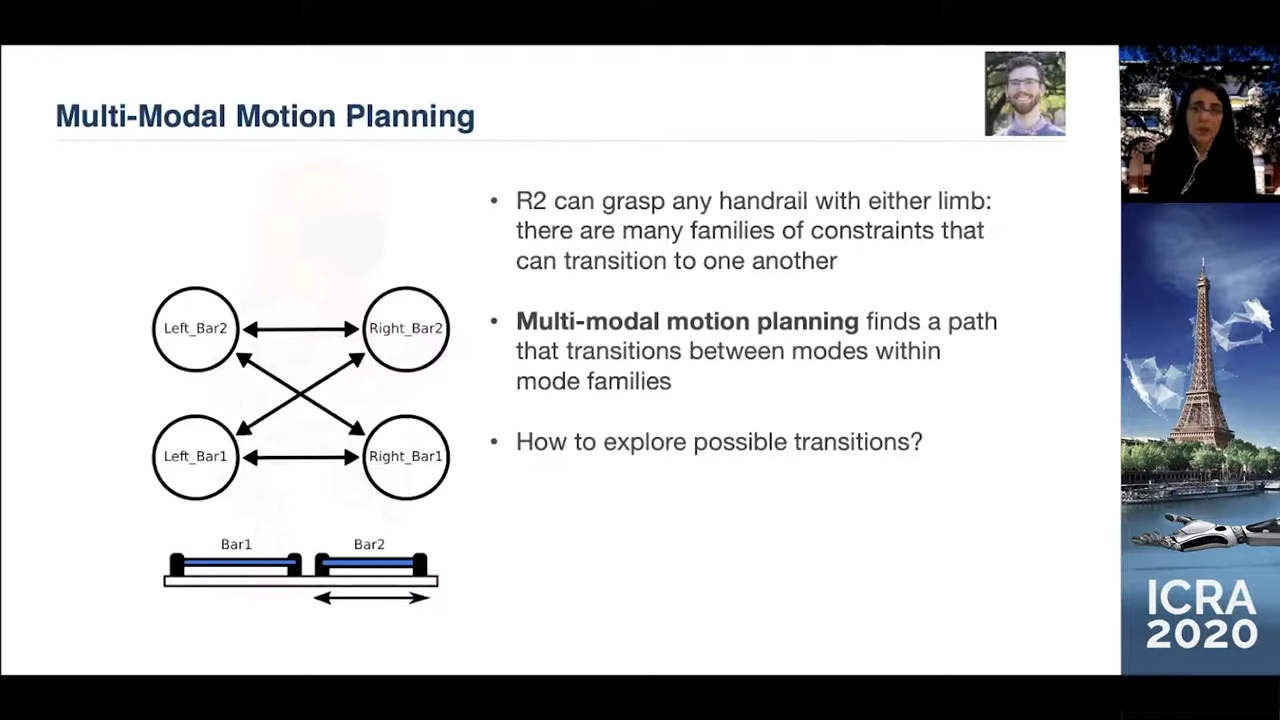 Multi-Modal Motion Planning
• R2 can grasp any handrail with either limb:
there are many families of constraints that
can transition to one another
• Multi-modal motion planning finds a path
that transitions between modes within
mode families
• How to explore possible transitions?
Left_Bar2
Right_Bar2
Left_Bar1
Right_Bar1
Bar1
Bar2
ICRA
2020